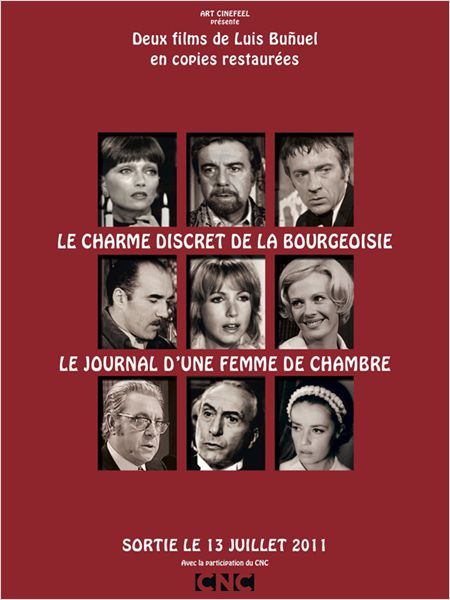 ART CINEFEEL
présente
Deux films de Luis Buñuel
en copies restaurées
LE CHARME DISCRET DE LA BOURGEOISIE
LE JOURNAL D'UNE FEMME DE CHAMBRE
SORTIE LE 13 JUILLET 2011
Avec la participation du CNC
CNC